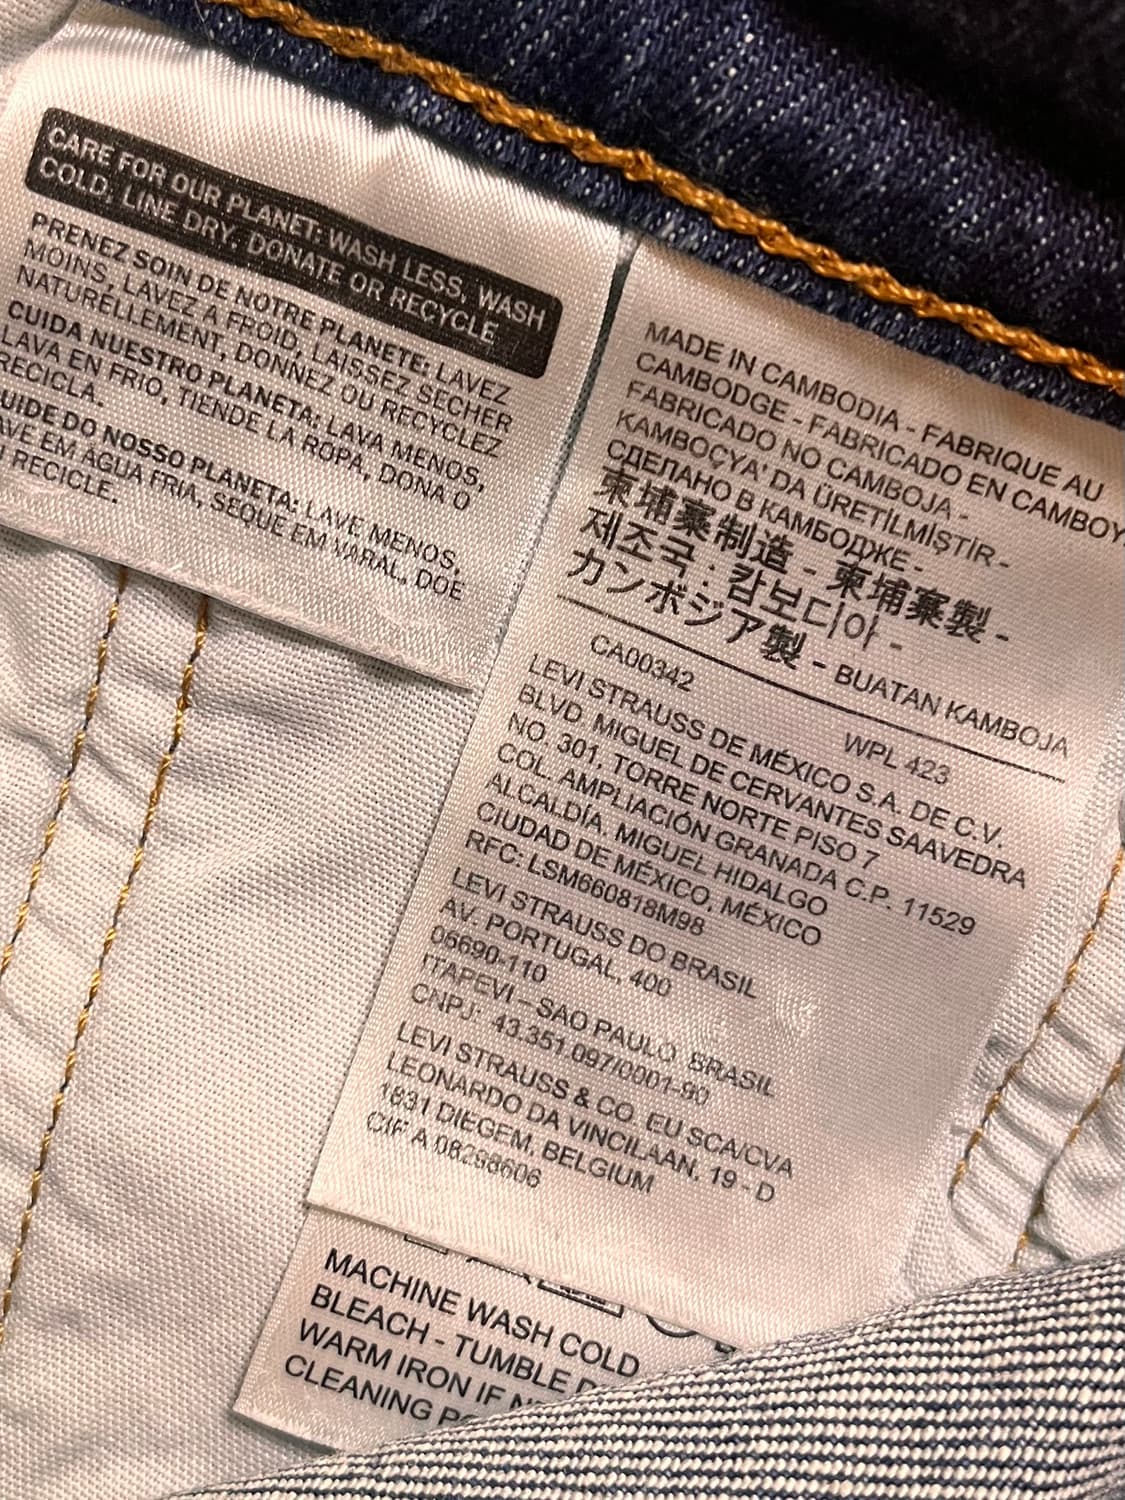 CARE FOR OUR PLANET: WASH LESS, WASH
COLD, LINE DRY, DONATE OR RECYCLE
PRENEZ SOIN DE NOTRE PLANETE: LAVEZ
MOINS, LAVEZ À FROID, LAISSEZ SECHER
NATURELLEMENT, DONNEZ OU RECYCLEZ
CUIDA NUESTRO PLANETA: LAVA MENOS,
LAVA EN FRIO, TIENDE LA ROPA, DONA O
RECICLA.
UIDE DO NOSSO PLANETA: LAVE MENOS,
AVE EM ÁGUA FRIA, SEQUE EM VARAL, DOE
RECICLE.
MADE IN CAMBODIA - FABRIQUE AU
CAMBODGE - FABRICADO EN CAMBOY
FABRICADO NO CAMBOJA -
KAMBOÇYA' DA ÜRETİLMİŞTİR -
СДЕЛАНО В КАМБОДЖЕ -
柬埔寨制造 - 柬埔寨製 -
제조국 : 캄보디아 -
カンボジア製 - BUATAN KAMBOJA
CA00342 WPL 423
LEVI STRAUSS DE MÉXICO S.A. DE C.V.
BLVD. MIGUEL DE CERVANTES SAAVEDRA
NO. 301, TORRE NORTE PISO 7
COL. AMPLIACIÓN GRANADA C.P. 11529
ALCALDÍA. MIGUEL HIDALGO
CIUDAD DE MÉXICO, MÉXICO
RFC: LSM660818M98
LEVI STRAUSS DO BRASIL
AV. PORTUGAL, 400
06690-110
ITAPEVI – SAO PAULO BRASIL
CNPJ: 43.351.097/0001-90
LEVI STRAUSS & CO. EU SCA/CVA
LEONARDO DA VINCILAAN, 19 - D
1831 DIEGEM, BELGIUM
CIF A 08298606
MACHINE WASH COLD
BLEACH - TUMBLE
WARM IRON IF
CLEANING